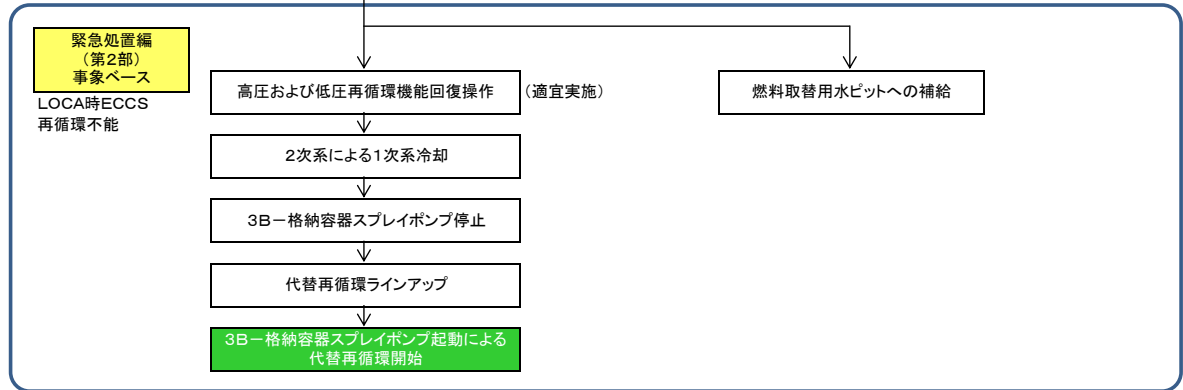 緊急処置編
(第2部)
事象ベース
LOCA時ECCS
再循環不能
高圧および低圧再循環機能回復操作
(適宜実施)
燃料取替用水ピットへの補給
2次系による1次系冷却
3B-格納容器スプレイポンプ停止
代替再循環ラインアップ
3B-格納容器スプレイポンプ起動による
代替再循環開始